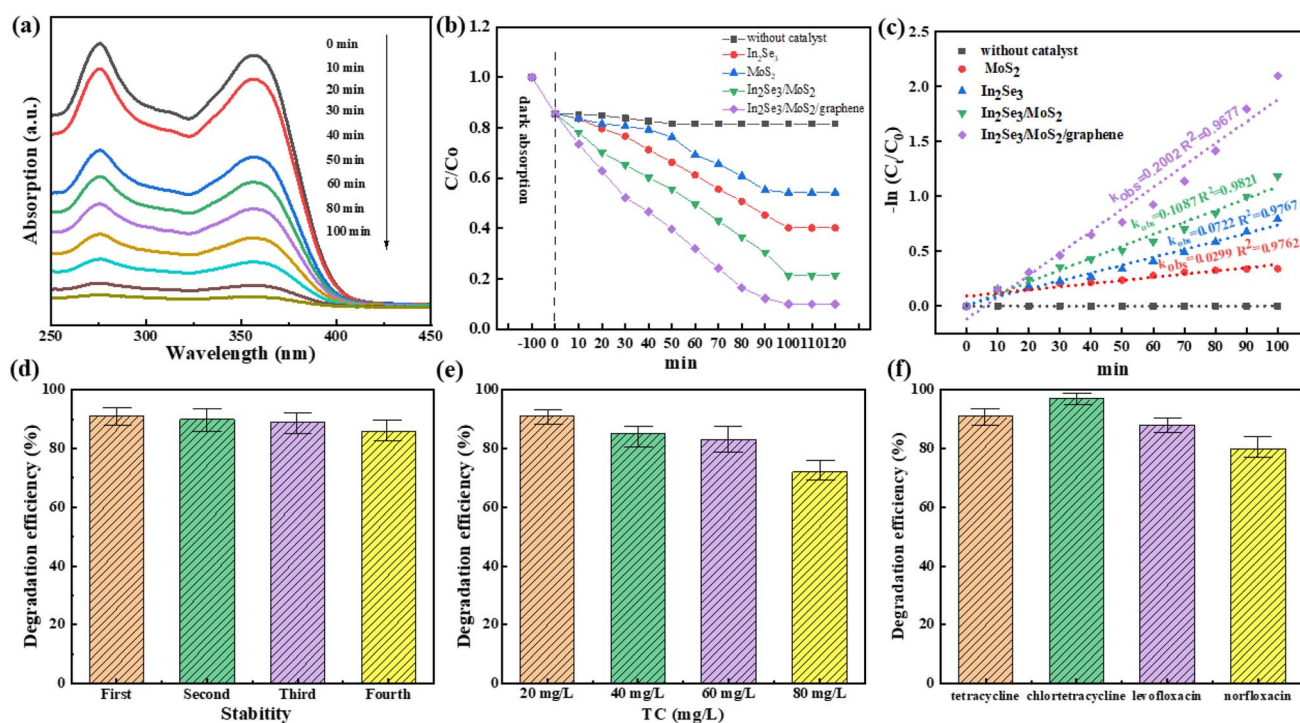 (a)
Absorption (a.u.)
0 min
10 min
20 min
30 min
40 min
50 min
60 min
80 min
100 min
250 300 350 400 450
Wavelength (nm)
(b)
C/Co
1.2
1.0
0.8
0.6
0.4
0.2
0.0
dark absorption
without catalyst
In2Se3
MoS2
In2Se3/MoS2
In2Se3/MoS2/graphene
-100 0 10 20 30 40 50 60 70 80 90 100 110 120
min
(c)
-ln (Ct/C0)
2.5
2.0
1.5
1.0
0.5
0.0
without catalyst
MoS2
In2Se3
In2Se3/MoS2
In2Se3/MoS2/graphene
kobs=0.2002 R2=0.9677
kobs=0.1087 R2=0.9821
kobs=0.0722 R2=0.9767
kobs=0.0299 R2=0.9762
0 10 20 30 40 50 60 70 80 90 100
min
(d)
Degradation efficiency (%)
100
80
60
40
20
0
First Second Third Fourth
Stabitity
(e)
Degradation efficiency (%)
100
80
60
40
20
0
20 mg/L 40 mg/L 60 mg/L 80 mg/L
TC (mg/L)
(f)
Degradation efficiency (%)
100
80
60
40
20
0
tetracycline chlortetracycline levofloxacin norfloxacin